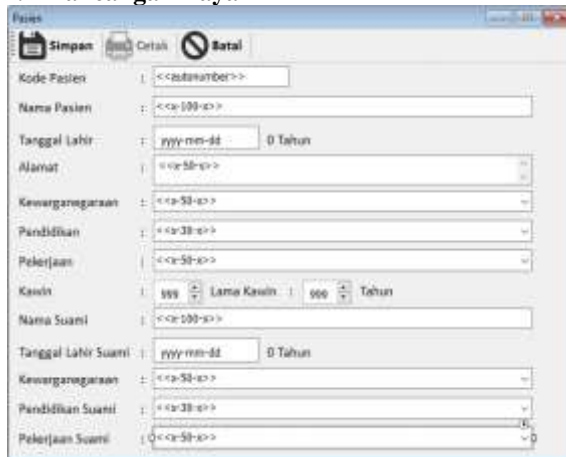 Pasien
Simpan Cetak Batal
Kode Pasien : <<autonumber>>
Nama Pasien : <<x-100-x>>
Tanggal Lahir : yyyy-mm-dd 0 Tahun
Alamat : <<x-50-x>>
Kewarganegaraan : <<x-50-x>>
Pendidikan : <<x-30-x>>
Pekerjaan : <<x-50-x>>
Kawin : 999 Lama Kawin : 999 Tahun
Nama Suami : <<x-100-x>>
Tanggal Lahir Suami : yyyy-mm-dd 0 Tahun
Kewarganegaraan : <<x-50-x>>
Pendidikan Suami : <<x-30-x>>
Pekerjaan Suami : <<x-50-x>>